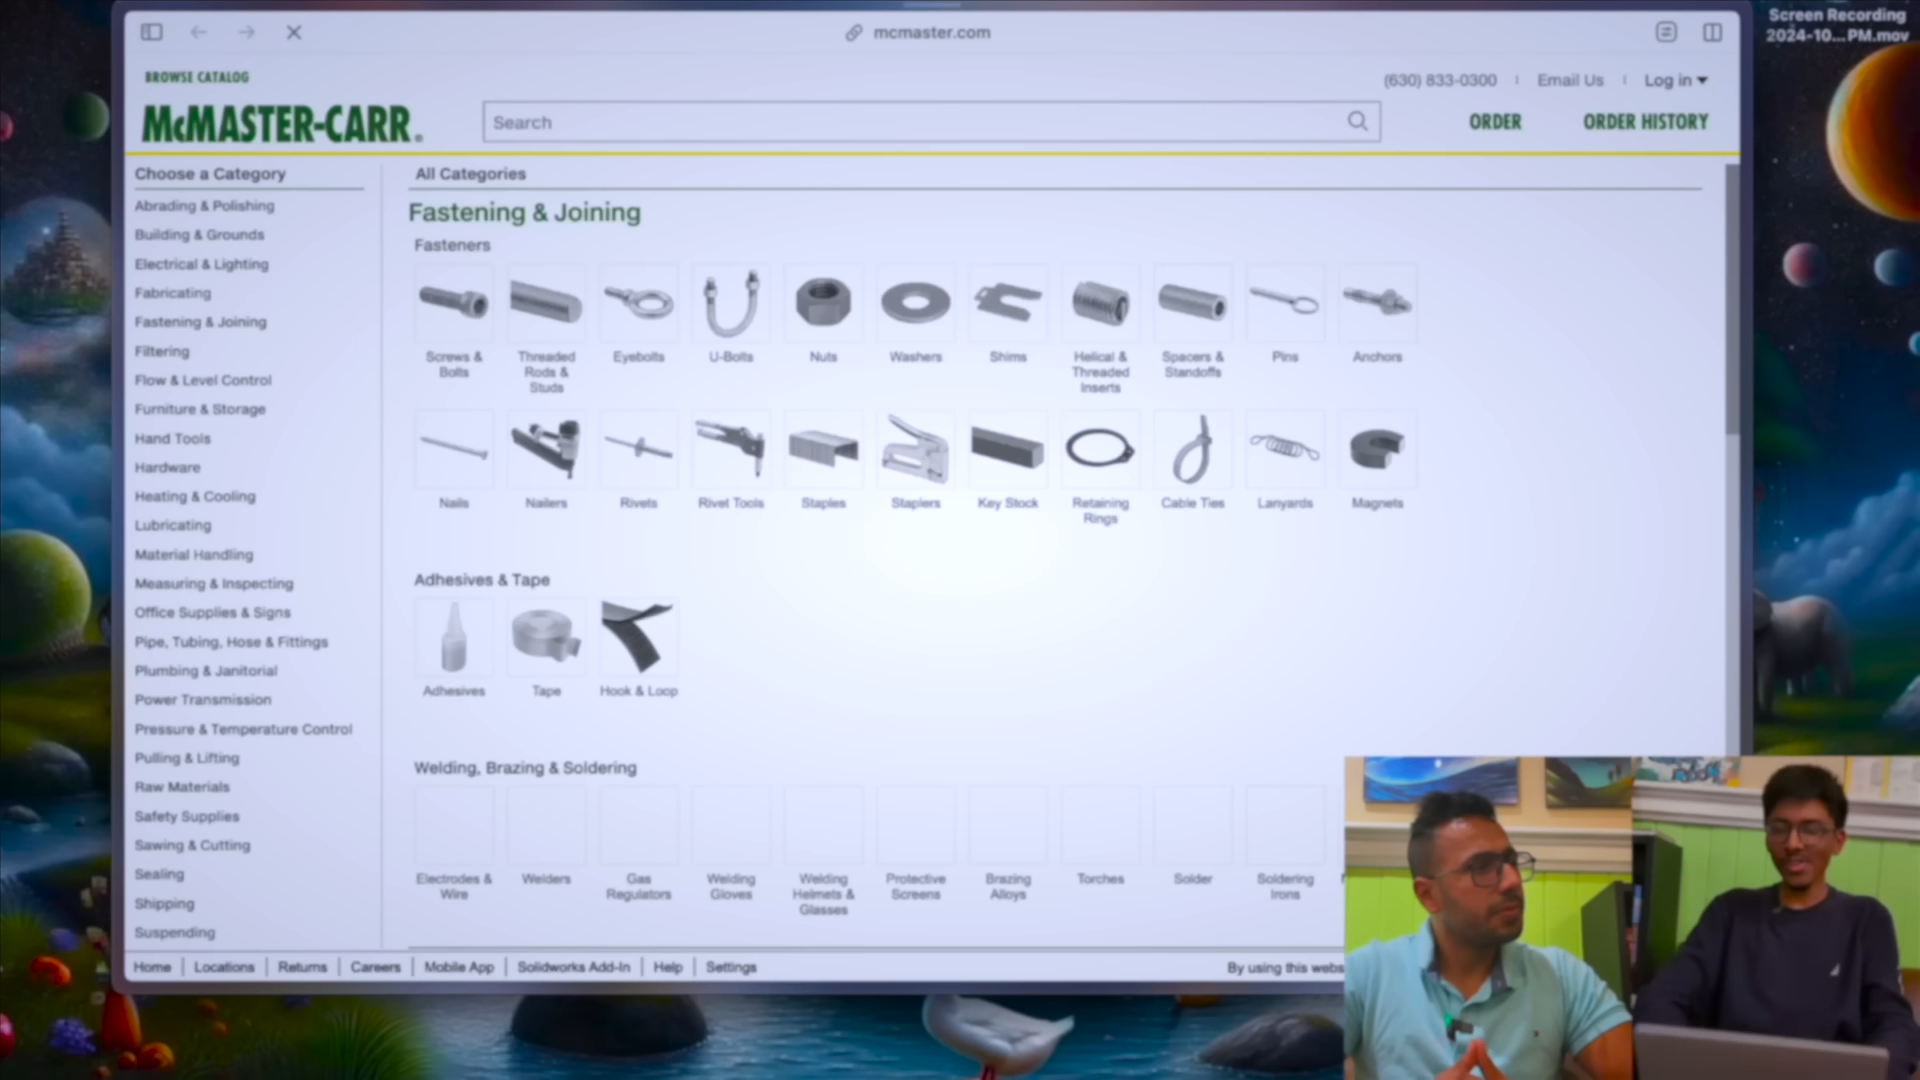 Screen Recording
2024-10...PM.mov
mcmaster.com
BROWSE CATALOG
(630) 833-0300
Email Us
Log in
McMASTER-CARR®
Search
ORDER
ORDER HISTORY
Choose a Category
Abrading & Polishing
Building & Grounds
Electrical & Lighting
Fabricating
Fastening & Joining
Filtering
Flow & Level Control
Furniture & Storage
Hand Tools
Hardware
Heating & Cooling
Lubricating
Material Handling
Measuring & Inspecting
Office Supplies & Signs
Pipe, Tubing, Hose & Fittings
Plumbing & Janitorial
Power Transmission
Pressure & Temperature Control
Pulling & Lifting
Raw Materials
Safety Supplies
Sawing & Cutting
Sealing
Shipping
Suspending
All Categories
Fastening & Joining
Fasteners
Screws &
Bolts
Threaded
Rods &
Studs
Eyebolts
U-Bolts
Nuts
Washers
Shims
Helical &
Threaded
Inserts
Spacers &
Standoffs
Pins
Anchors
Nails
Nailers
Rivets
Rivet Tools
Staples
Staplers
Key Stock
Retaining
Rings
Cable Ties
Lanyards
Magnets
Adhesives & Tape
Adhesives
Tape
Hook & Loop
Welding, Brazing & Soldering
Electrodes &
Wire
Welders
Gas
Regulators
Welding
Gloves
Welding
Helmets &
Glasses
Protective
Screens
Brazing
Alloys
Torches
Solder
Soldering
Irons
Home
Locations
Returns
Careers
Mobile App
Solidworks Add-In
Help
Settings
By using this webs